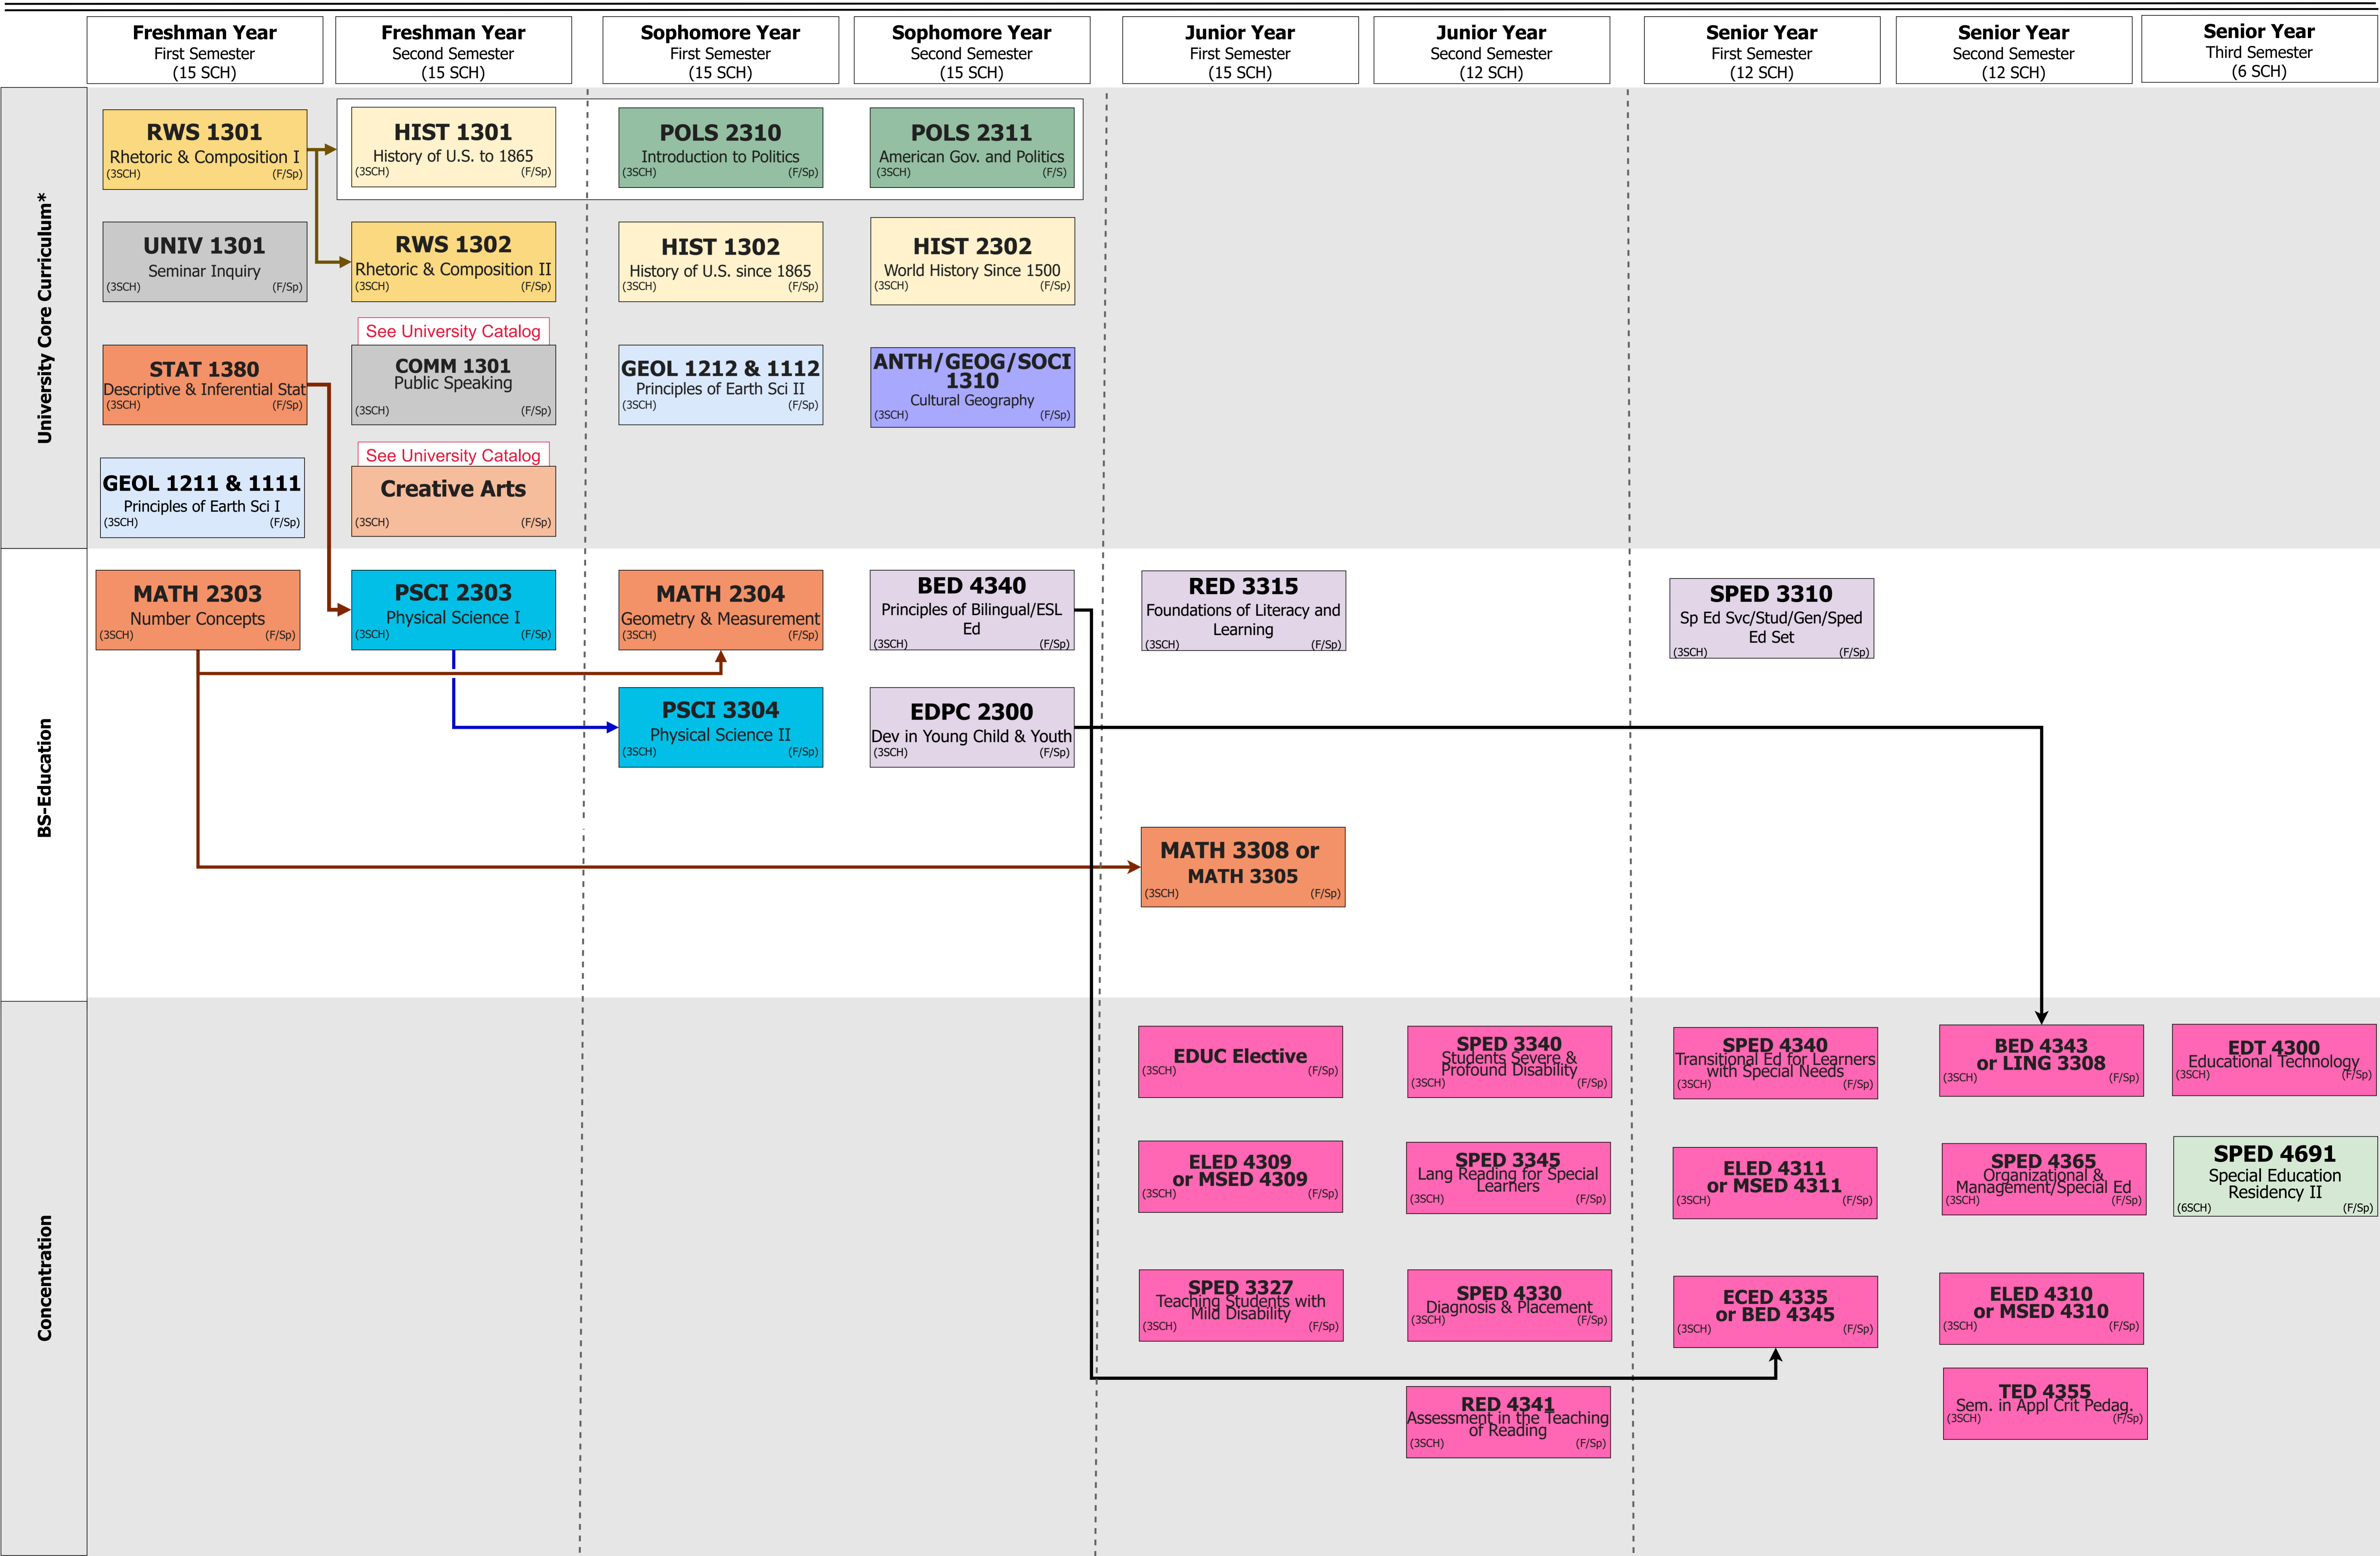 Freshman Year
First Semester
(15 SCH)
Freshman Year
Second Semester
(15 SCH)
Sophomore Year
First Semester
(15 SCH)
Sophomore Year
Second Semester
(15 SCH)
Junior Year
First Semester
(15 SCH)
Junior Year
Second Semester
(12 SCH)
Senior Year
First Semester
(12 SCH)
Senior Year
Second Semester
(12 SCH)
Senior Year
Third Semester
(6 SCH)
University Core Curriculum*
RWS 1301
Rhetoric & Composition I
(3SCH) (F/Sp)
HIST 1301
History of U.S. to 1865
(3SCH) (F/Sp)
POLS 2310
Introduction to Politics
(3SCH) (F/Sp)
POLS 2311
American Gov. and Politics
(3SCH) (F/S)
UNIV 1301
Seminar Inquiry
(3SCH) (F/Sp)
RWS 1302
Rhetoric & Composition II
(3SCH) (F/Sp)
HIST 1302
History of U.S. since 1865
(3SCH) (F/Sp)
HIST 2302
World History Since 1500
(3SCH) (F/Sp)
STAT 1380
Descriptive & Inferential Stat
(3SCH) (F/Sp)
See University Catalog
COMM 1301
Public Speaking
(3SCH) (F/Sp)
GEOL 1212 & 1112
Principles of Earth Sci II
(3SCH) (F/Sp)
ANTH/GEOG/SOCI
1310
Cultural Geography
(3SCH) (F/Sp)
GEOL 1211 & 1111
Principles of Earth Sci I
(3SCH) (F/Sp)
See University Catalog
Creative Arts
(3SCH) (F/Sp)
BS-Education
MATH 2303
Number Concepts
(3SCH) (F/Sp)
PSCI 2303
Physical Science I
(3SCH) (F/Sp)
MATH 2304
Geometry & Measurement
(3SCH) (F/Sp)
BED 4340
Principles of Bilingual/ESL
Ed
(3SCH) (F/Sp)
RED 3315
Foundations of Literacy and
Learning
(3SCH) (F/Sp)
SPED 3310
Sp Ed Svc/Stud/Gen/Sped
Ed Set
(3SCH) (F/Sp)
PSCI 3304
Physical Science II
(3SCH) (F/Sp)
EDPC 2300
Dev in Young Child & Youth
(3SCH) (F/Sp)
MATH 3308 or
MATH 3305
(3SCH) (F/Sp)
Concentration
EDUC Elective
(3SCH) (F/Sp)
SPED 3340
Students Severe &
Profound Disability
(3SCH) (F/Sp)
SPED 4340
Transitional Ed for Learners
with Special Needs
(3SCH) (F/Sp)
BED 4343
or LING 3308
(3SCH) (F/Sp)
EDT 4300
Educational Technology
(3SCH) (F/Sp)
ELED 4309
or MSED 4309
(3SCH) (F/Sp)
SPED 3345
Lang Reading for Special
Learners
(3SCH) (F/Sp)
ELED 4311
or MSED 4311
(3SCH) (F/Sp)
SPED 4365
Organizational &
Management/Special Ed
(3SCH) (F/Sp)
SPED 4691
Special Education
Residency II
(6SCH) (F/Sp)
SPED 3327
Teaching Students with
Mild Disability
(3SCH) (F/Sp)
SPED 4330
Diagnosis & Placement
(3SCH) (F/Sp)
ECED 4335
or BED 4345
(3SCH) (F/Sp)
ELED 4310
or MSED 4310
(3SCH) (F/Sp)
RED 4341
Assessment in the Teaching
of Reading
(3SCH) (F/Sp)
TED 4355
Sem. in Appl Crit Pedag.
(3SCH) (F/Sp)